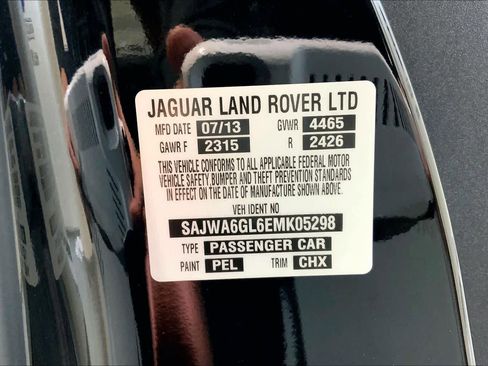 JAGUAR LAND ROVER LTD
MFD DATE 07/13 GVWR 4465
GAWR F 2315 R 2426
THIS VEHICLE CONFORMS TO ALL APPLICABLE FEDERAL MOTOR
VEHICLE SAFETY, BUMPER AND THEFT PREVENTION STANDARDS
IN EFFECT ON THE DATE OF MANUFACTURE SHOWN ABOVE.
VEH IDENT NO
SAJWA6GL6EMK05298
TYPE PASSENGER CAR
PAINT PEL TRIM CHX